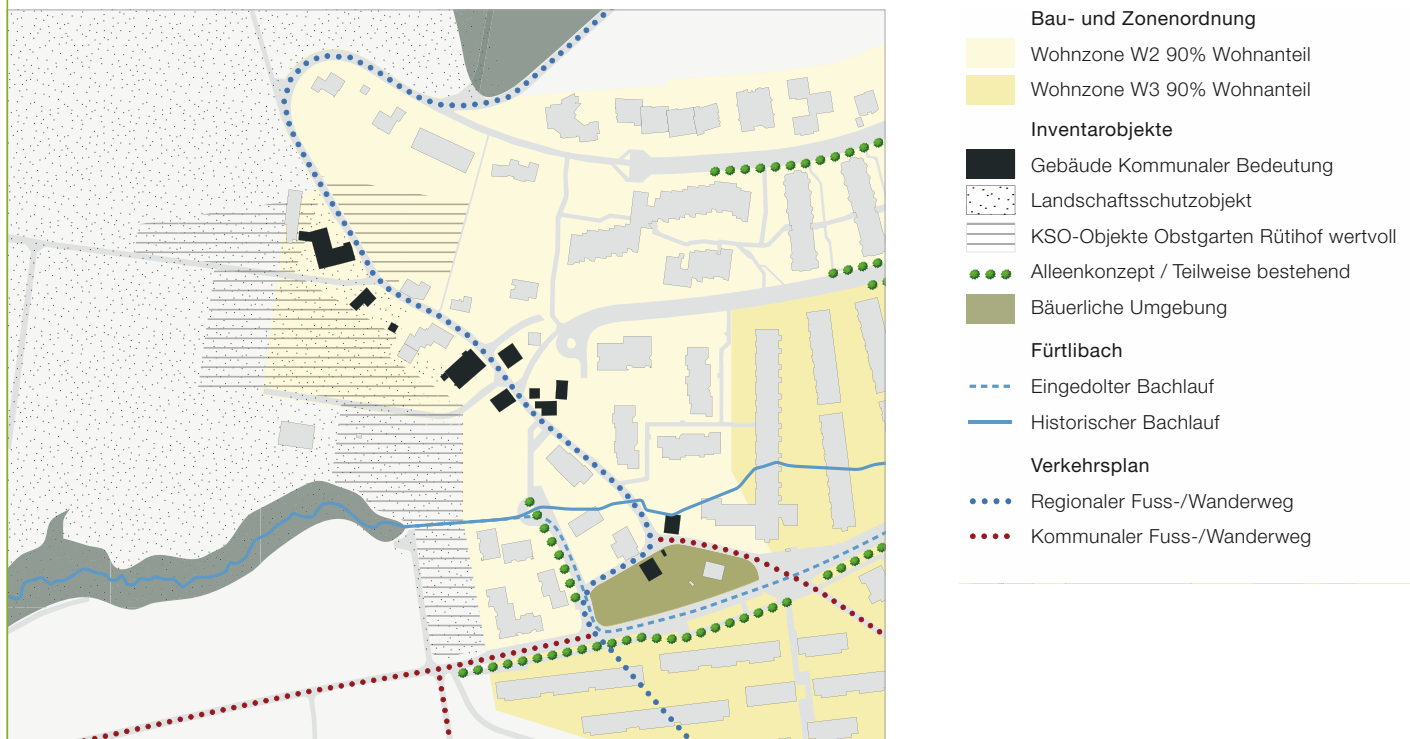 Bau- und Zonenordnung
Wohnzone W2 90% Wohnanteil
Wohnzone W3 90% Wohnanteil
Inventarobjekte
Gebäude Kommunaler Bedeutung
Landschaftsschutzobjekt
KSO-Objekte Obstgarten Rütihof wertvoll
Alleenkonzept / Teilweise bestehend
Bäuerliche Umgebung
Fürtlibach
Eingedolter Bachlauf
Historischer Bachlauf
Verkehrsplan
Regionaler Fuss-/Wanderweg
Kommunaler Fuss-/Wanderweg